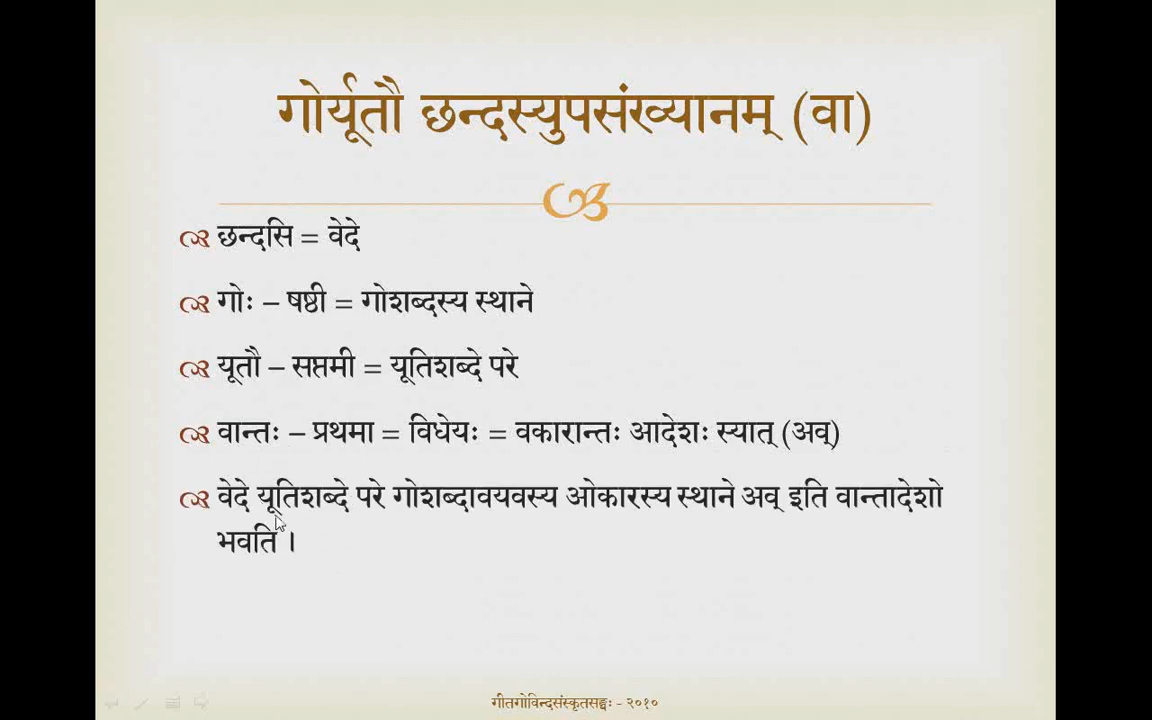 गोर्यूतौ छन्दस्युपसंख्यानम् (वा)
छन्दसि = वेदे
गोः – षष्ठी = गोशब्दस्य स्थाने
यूतौ – सप्तमी = यूतिशब्दे परे
वान्तः – प्रथमा = विधेयः = वकारान्तः आदेशः स्यात् (अव्)
वेदे यूतिशब्दे परे गोशब्दावयवस्य ओकारस्य स्थाने अव् इति वान्तादेशो
भवति ।
गीतगोविन्दसंस्कृतसङ्घः - २०१०